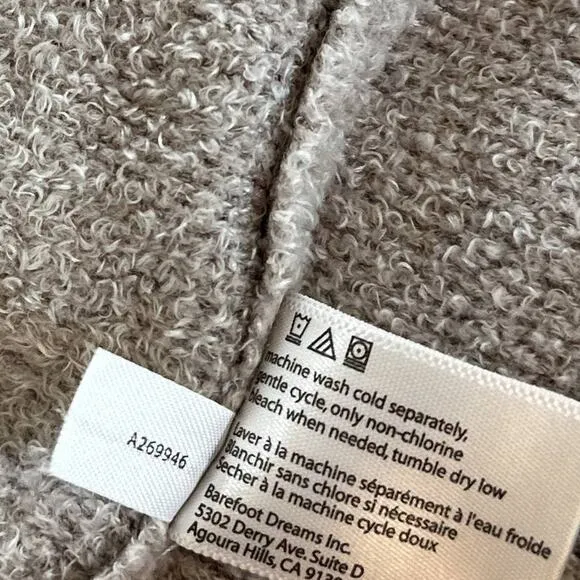 machine wash cold separately,
gentle cycle, only non-chlorine
bleach when needed, tumble dry low
Laver à la machine séparément à l'eau froide
Blanchir sans chlore si nécessaire
Secher à la machine cycle doux
Barefoot Dreams Inc.
5302 Derry Ave. Suite D
Agoura Hills, CA
A269946